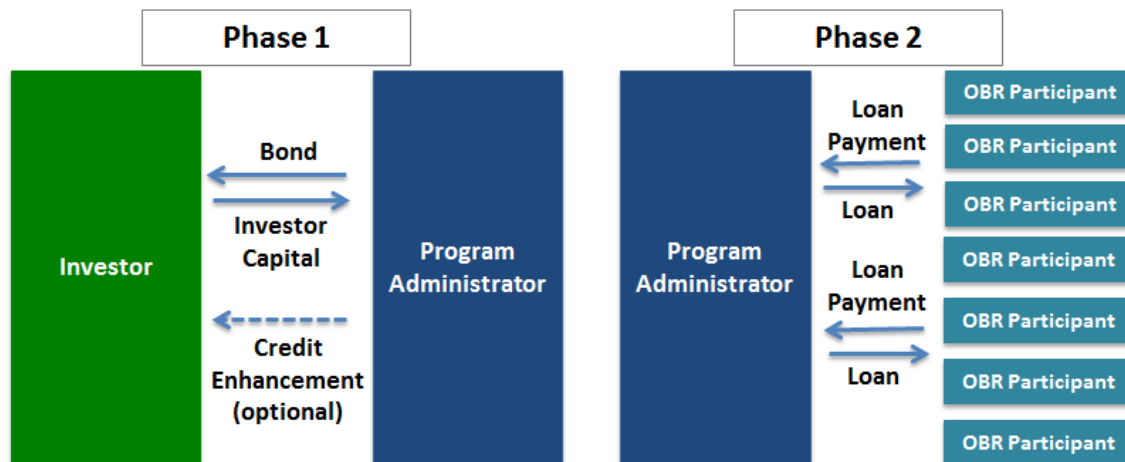 Phase 1
Phase 2
Investor
Bond
Investor
Capital
Credit
Enhancement
(optional)
Program
Administrator
Program
Administrator
Loan
Payment
Loan
Loan
Payment
Loan
OBR Participant
OBR Participant
OBR Participant
OBR Participant
OBR Participant
OBR Participant
OBR Participant